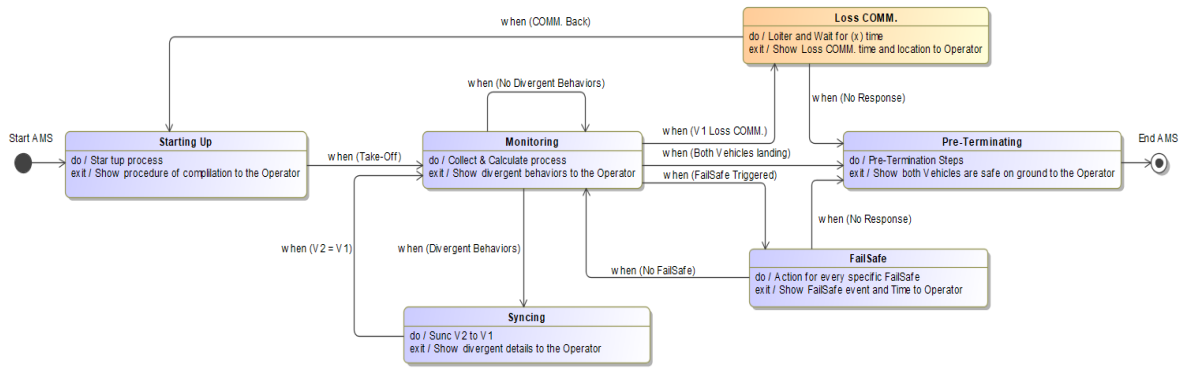 Loss COMM.
do / Loiter and Wait for (x) time
exit / Show Loss COMM. time and location to Operator
when (COMM. Back)
when (No Divergent Behaviors)
when (No Response)
Start AMS
Starting Up
do / Star tup process
exit / Show procedure of complilation to the Operator
when (Take-Off)
Monitoring
do / Collect & Calculate process
exit / Show divergent behaviors to the Operator
when (V1 Loss COMM.)
when (Both Vehicles landing)
when (FailSafe Triggered)
Pre-Terminating
do / Pre-Termination Steps
exit / Show both Vehicles are safe on ground to the Operator
End AMS
when (No Response)
when (V2 = V1)
when (Divergent Behaviors)
when (No FailSafe)
FailSafe
do / Action for every specific FailSafe
exit / Show FailSafe event and Time to Operator
Syncing
do / Sunc V2 to V1
exit / Show divergent details to the Operator